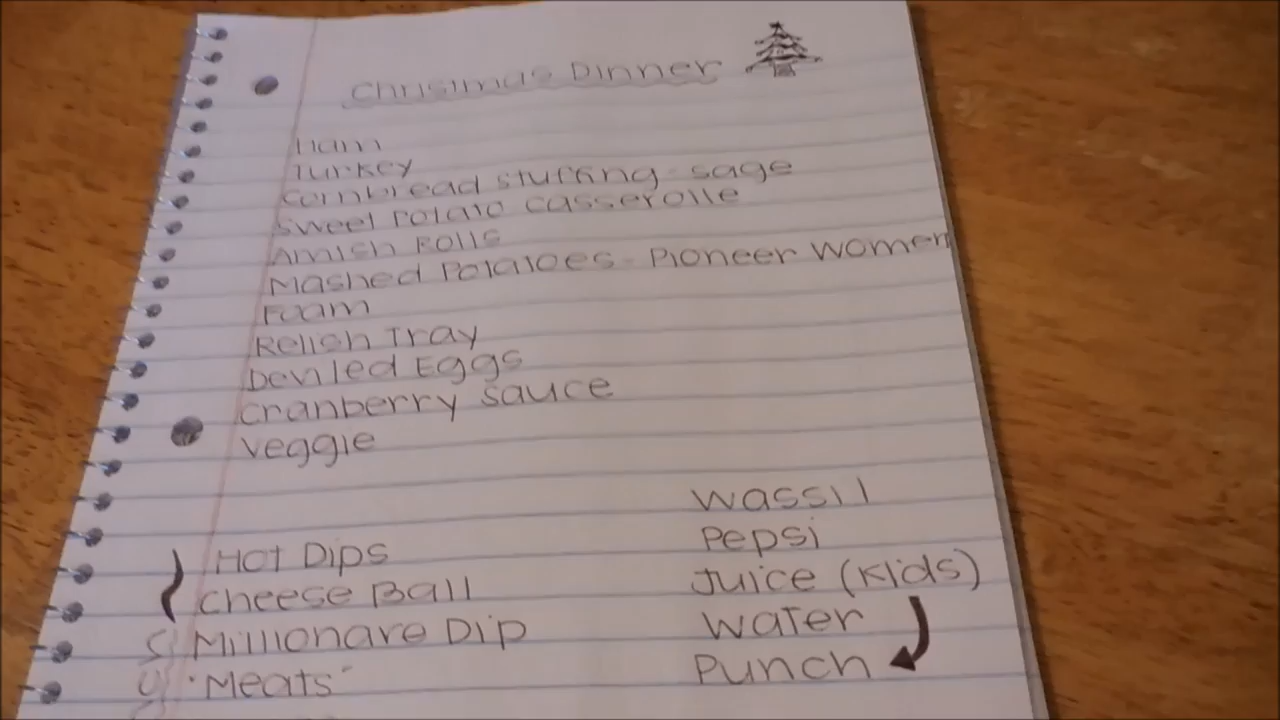 Christmas Dinner
Ham
Turkey
Cornbread stuffing - sage
Sweet Potato Casserolle
Amish Rolls
Mashed Potatoes - Pioneer Women
Foam
Relish Tray
Deviled Eggs
Cranberry Sauce
Veggie
Hot Dips
Cheese Ball
Millionare Dip
"Meats"
Wassil
Pepsi
Juice (Kids)
Water
Punch